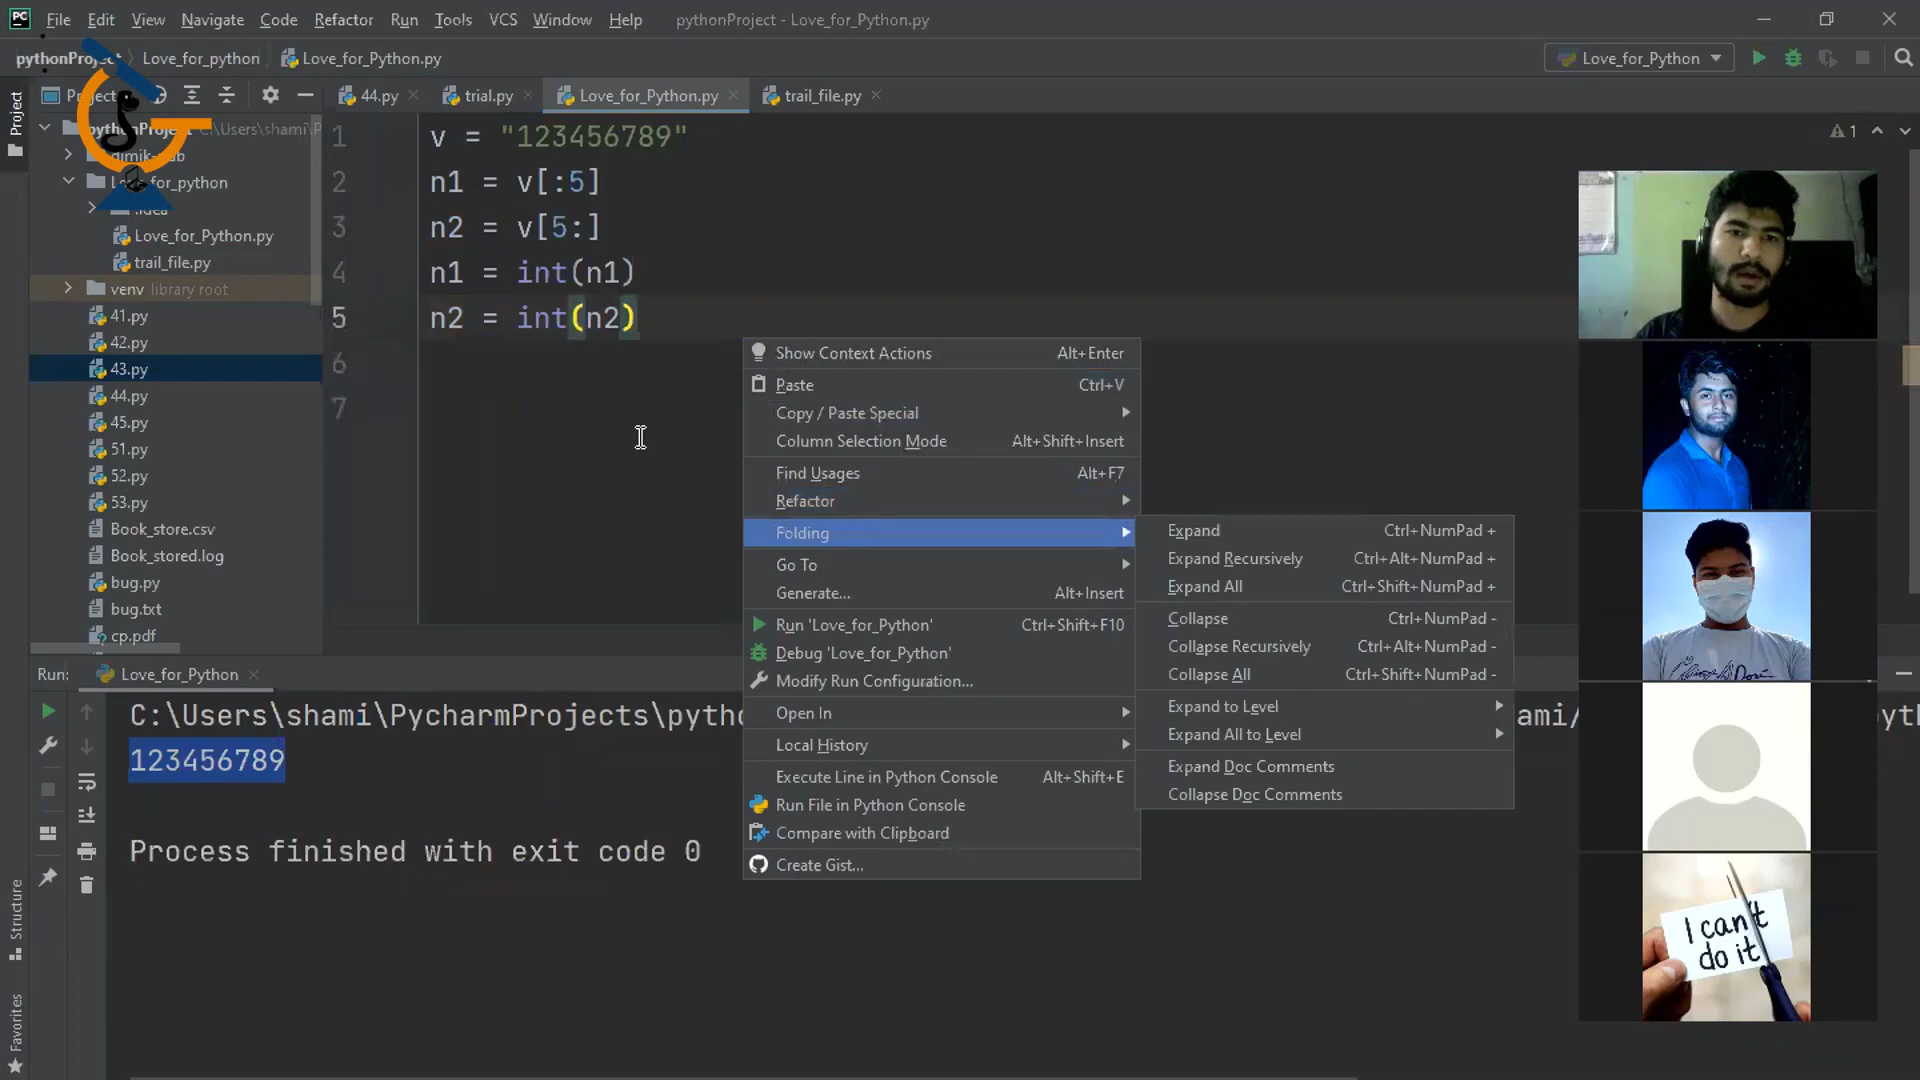 PC File Edit View Navigate Code Refactor Run Tools VCS Window Help pythonProject - Love_for_Python.py
pythonProject Love_for_python Love_for_Python.py Love_for_Python
Project 44.py trial.py Love_for_Python.py trail_file.py
Project
pythonProject C:\Users\shami\P
Love_for_python
.idea
Love_for_Python.py
trail_file.py
venv library root
41.py
42.py
43.py
44.py
45.py
51.py
52.py
53.py
Book_store.csv
Book_stored.log
bug.py
bug.txt
cp.pdf
1 v = "123456789"
2 n1 = v[:5]
3 n2 = v[5:]
4 n1 = int(n1)
5 n2 = int(n2)
6
7
1
Show Context Actions Alt+Enter
Paste Ctrl+V
Copy / Paste Special
Column Selection Mode Alt+Shift+Insert
Find Usages Alt+F7
Refactor
Folding
Go To
Generate... Alt+Insert
Run 'Love_for_Python' Ctrl+Shift+F10
Debug 'Love_for_Python'
Modify Run Configuration...
Open In
Local History
Execute Line in Python Console Alt+Shift+E
Run File in Python Console
Compare with Clipboard
Create Gist...
Expand Ctrl+NumPad +
Expand Recursively Ctrl+Alt+NumPad +
Expand All Ctrl+Shift+NumPad +
Collapse Ctrl+NumPad -
Collapse Recursively Ctrl+Alt+NumPad -
Collapse All Ctrl+Shift+NumPad -
Expand to Level
Expand All to Level
Expand Doc Comments
Collapse Doc Comments
Run: Love_for_Python
C:\Users\shami\PycharmProjects\pytho ami/ pyth
123456789
Process finished with exit code 0
Structure
Favorites
I can't
do it